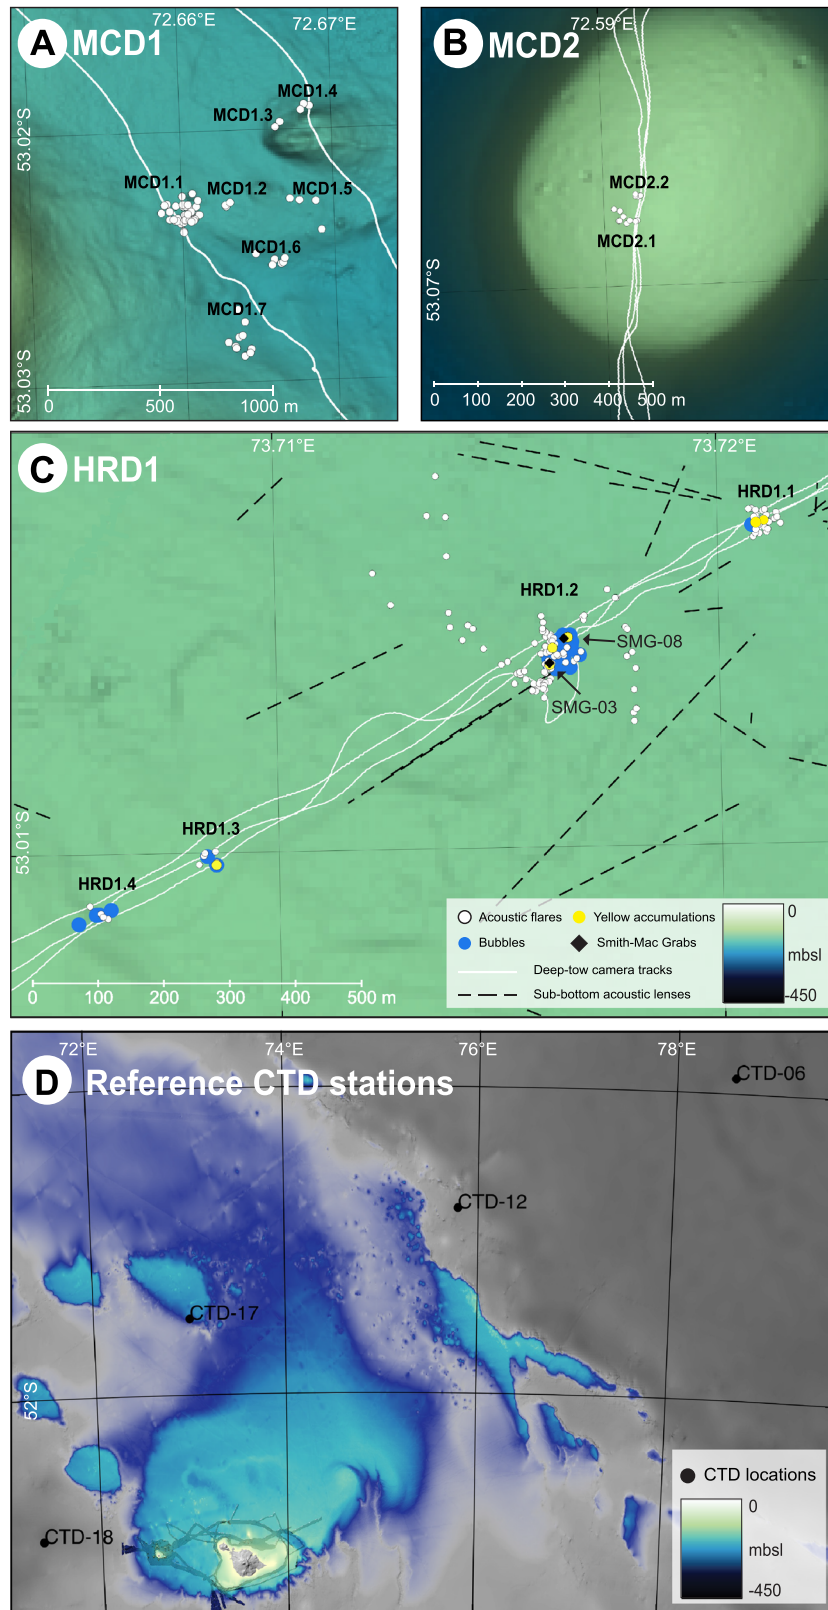 A MCD1
72.66°E
72.67°E
MCD1.4
MCD1.3
53.02°S
MCD1.1
MCD1.2
MCD1.5
MCD1.6
MCD1.7
53.03°S
0 500 1000 m
B MCD2
72.59°E
MCD2.2
MCD2.1
53.07°S
0 100 200 300 400 500 m
C HRD1
73.71°E
73.72°E
HRD1.1
HRD1.2
SMG-08
SMG-03
HRD1.3
53.01°S
HRD1.4
Acoustic flares
Yellow accumulations
Bubbles
Smith-Mac Grabs
Deep-tow camera tracks
Sub-bottom acoustic lenses
0
mbsl
-450
0 100 200 300 400 500 m
72°E
74°E
76°E
78°E
D Reference CTD stations
CTD-06
CTD-12
CTD-17
52°S
CTD-18
CTD locations
0
mbsl
-450